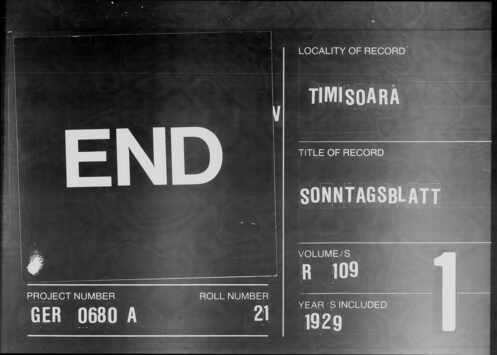 END
V
PROJECT NUMBER
GER 0680 A
ROLL NUMBER
21
LOCALITY OF RECORD
TIMISOARA
TITLE OF RECORD
SONNTAGSBLATT
VOLUME/S
R 109
YEAR/S INCLUDED
1929
1